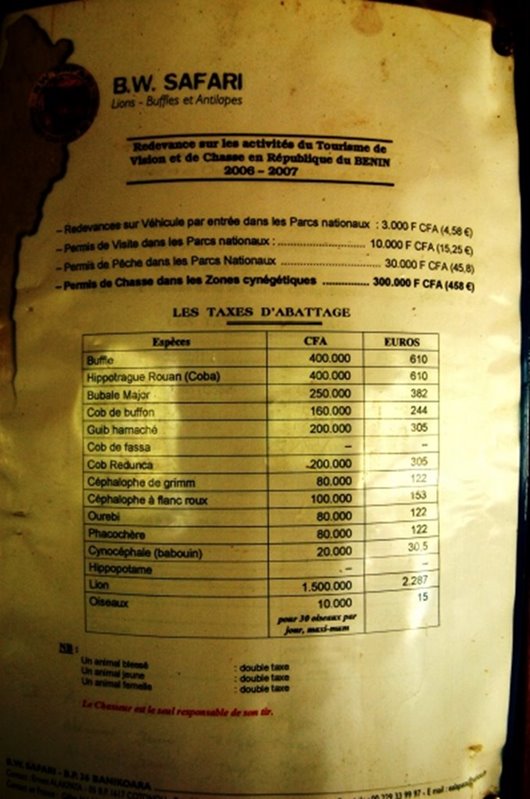 B.W. SAFARI
Lions - Buffles et Antilopes
Redevance sur les activités du Tourisme de
Vision et de Chasse en République du BENIN
2006 - 2007
- Redevances sur Véhicule par entrée dans les Parcs nationaux : 3.000 F CFA (4,58 €)
- Permis de Visite dans les Parcs nationaux : .......................... 10.000 F CFA (15,25 €)
- Permis de Pêche dans les Parcs Nationaux ............................ 30.000 F CFA (45,8)
- Permis de Chasse dans les Zones cynégétiques .................. 300.000 F CFA (458 €)
LES TAXES D'ABATTAGE
Espèces CFA EUROS
Buffle 400.000 610
Hippotrague Rouan (Coba) 400.000 610
Bubale Major 250.000 382
Cob de buffon 160.000 244
Guib harnaché 200.000 305
Cob de fassa – –
Cob Redunca 200.000 305
Céphalophe de grimm 80.000 122
Céphalophe à flanc roux 100.000 153
Ourebi 80.000 122
Phacochère 80.000 122
Cynocéphale (babouin) 20.000 30.5
Hippopotame – –
Lion 1.500.000 2.287
Oiseaux 10.000 15
pour 30 oiseaux par
jour, maxi-mum
NB :
Un animal blessé : double taxe
Un animal jeune : double taxe
Un animal femelle : double taxe
Le Chasseur est le seul responsable de son tir.
B.W. SAFARI - B.P. 36 BANIKOARA